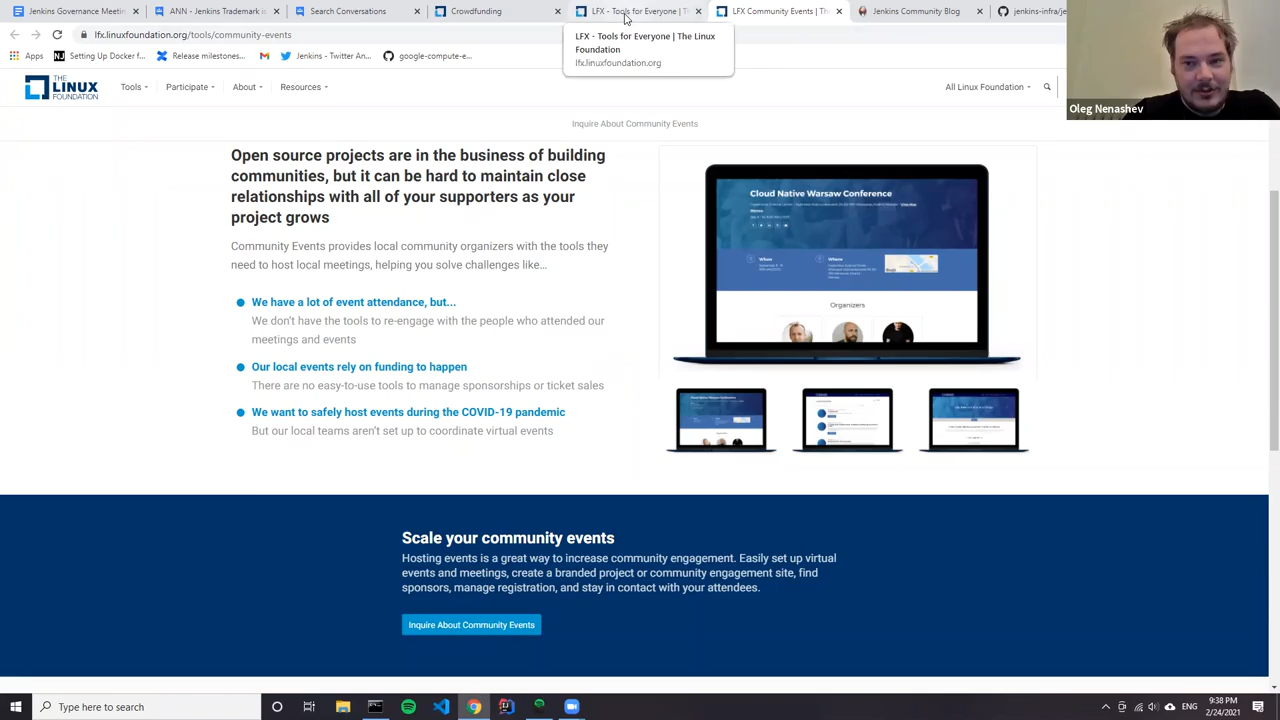 Governance Meetin
ANN - Jenkins Trademark i
Search Conversations
Crowdfunding
LFX - Tools for Everyone | T
LFX Community Events | Th
Jenkins Community Blog
jenkins-infra/je
lfx.linuxfoundation.org/tools/community-events
Apps
Setting Up Docker f...
Release milestones...
Jenkins - Twitter An...
google-compute-e...
LFX - Tools for Everyone | The Linux
Foundation
lfx.linuxfoundation.org
THE
LINUX
FOUNDATION
Tools
Participate
About
Resources
All Linux Foundation
Oleg Nenashev
Inquire About Community Events
Open source projects are in the business of building
communities, but it can be hard to maintain close
relationships with all of your supporters as your
project grows
Community Events provides local community organizers with the tools they
need to host local meetings, helping you solve challenges like...
We have a lot of event attendance, but...
We don't have the tools to re-engage with the people who attended our
meetings and events
Our local events rely on funding to happen
There are no easy-to-use tools to manage sponsorships or ticket sales
We want to safely host events during the COVID-19 pandemic
But our local teams aren't set up to coordinate virtual events
Cloud Native Warsaw Conference
When
Where
Organizers
Scale your community events
Hosting events is a great way to increase community engagement. Easily set up virtual
events and meetings, create a branded project or community engagement site, find
sponsors, manage registration, and stay in contact with your attendees.
Inquire About Community Events
Type here to search
ENG
9:38 PM
2/24/2021